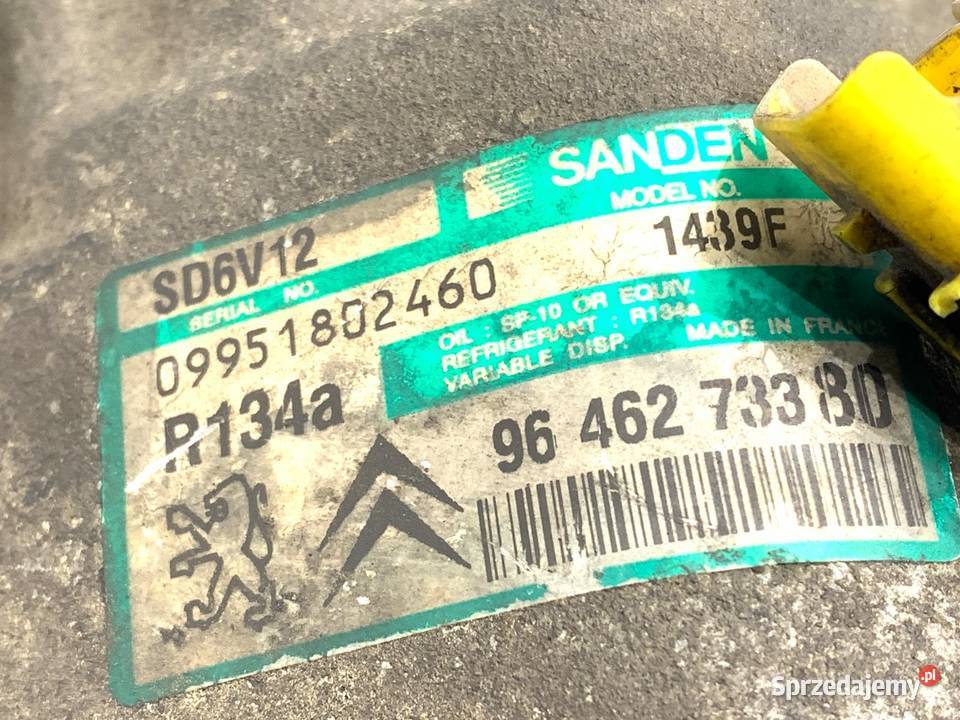 SANDEN
MODEL NO.
SD6V12
1439F
SERIAL NO.
09951802460
OIL : SP-10 OR EQUIV.
REFRIGERANT : R134a
VARIABLE DISP. MADE IN FRANCE
R134a
96 462 733 80
Sprzedajemy.pl